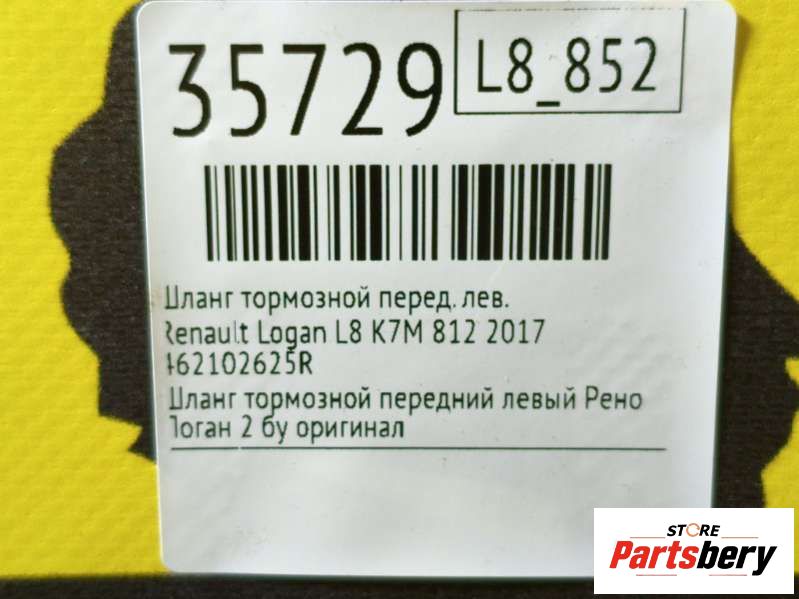 35729
L8_852
Шланг тормозной перед. лев.
Renault Logan L8 K7M 812 2017
462102625R
Шланг тормозной передний левый Рено
Логан 2 бу оригинал
STORE
Partsbery